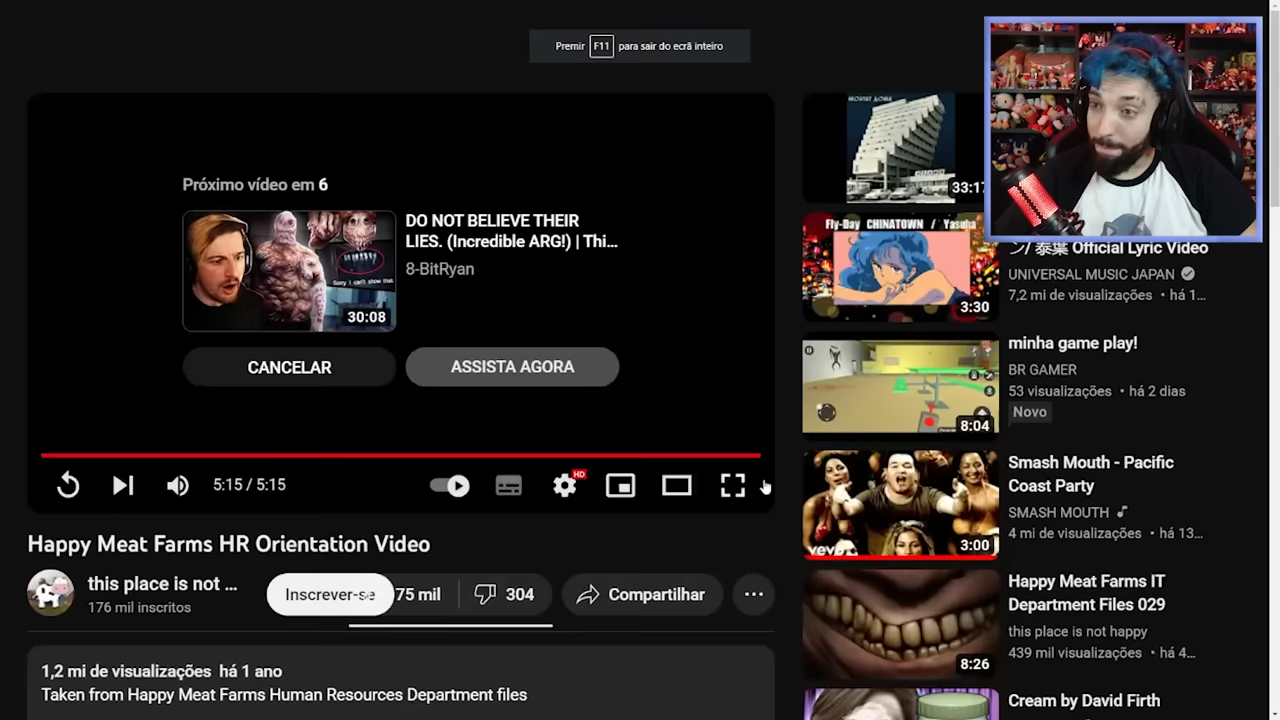 Premir F11 para sair do ecrã inteiro
Próximo vídeo em 6
Sorry I can't show that
30:08
DO NOT BELIEVE THEIR
LIES. (Incredible ARG!) | Thi...
8-BitRyan
CANCELAR
ASSISTA AGORA
HD
5:15 / 5:15
Happy Meat Farms HR Orientation Video
this place is not ...
176 mil inscritos
Inscrever-se
75 mil
304
Compartilhar
1,2 mi de visualizações há 1 ano
Taken from Happy Meat Farms Human Resources Department files
33:17
Fly-Day CHINATOWN / Yasuha
3:30
ン/ 泰葉 Official Lyric Video
UNIVERSAL MUSIC JAPAN
7,2 mi de visualizações • há 1...
8:04
minha game play!
BR GAMER
53 visualizações • há 2 dias
Novo
vevo
3:00
Smash Mouth - Pacific
Coast Party
SMASH MOUTH
4 mi de visualizações • há 13...
8:26
Happy Meat Farms IT
Department Files 029
this place is not happy
439 mil visualizações • há 4...
Cream by David Firth